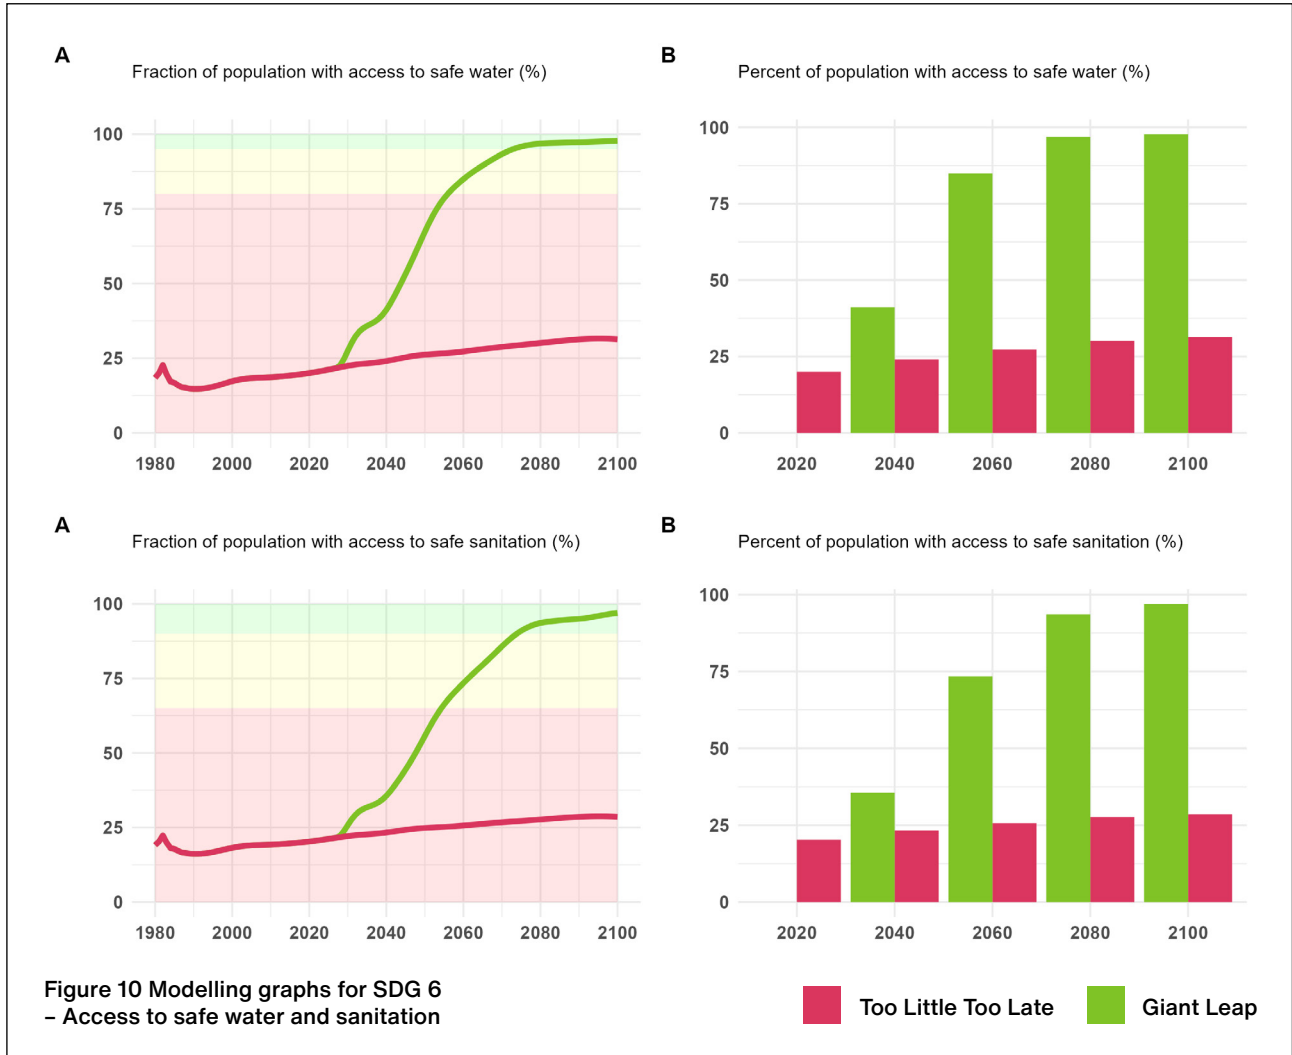 A
Fraction of population with access to safe water (%)
100
75
50
25
0
1980 2000 2020 2040 2060 2080 2100
B
Percent of population with access to safe water (%)
100
75
50
25
0
2020 2040 2060 2080 2100
A
Fraction of population with access to safe sanitation (%)
100
75
50
25
0
1980 2000 2020 2040 2060 2080 2100
B
Percent of population with access to safe sanitation (%)
100
75
50
25
0
2020 2040 2060 2080 2100
Figure 10 Modelling graphs for SDG 6
– Access to safe water and sanitation
Too Little Too Late Giant Leap